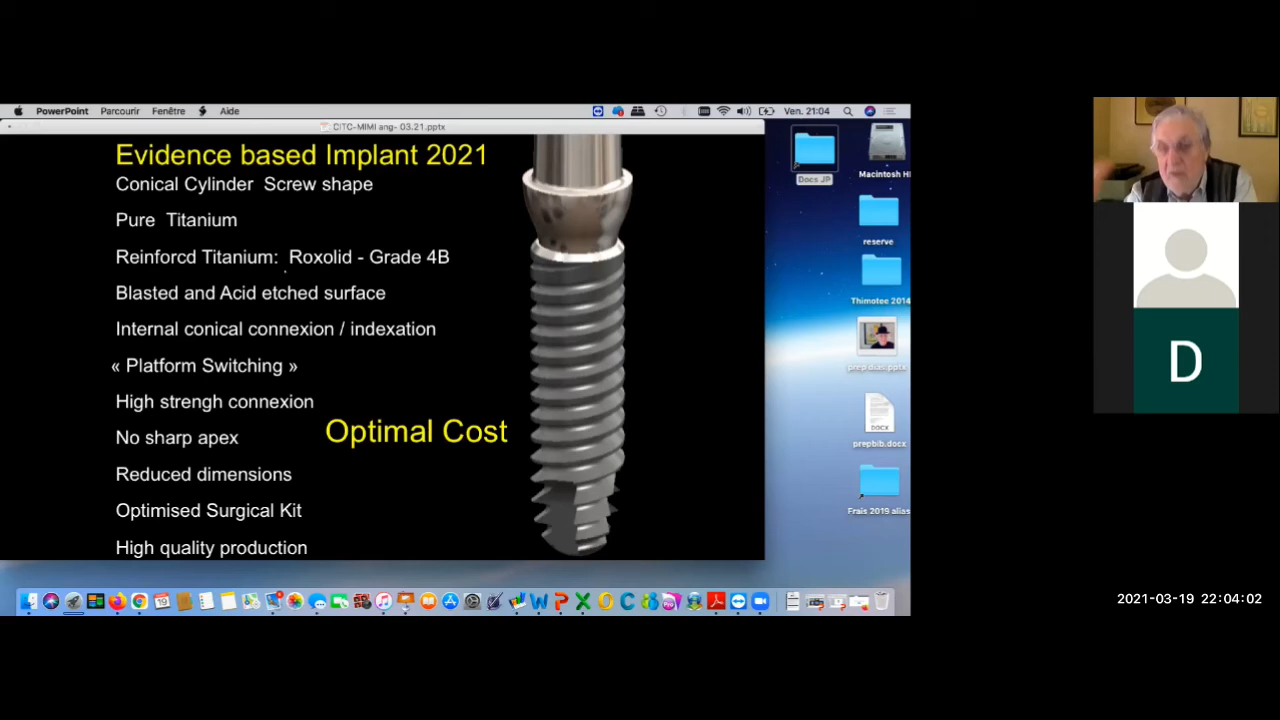 PowerPoint Parcourir Fenêtre Aide Ven. 21:04
CITC-MIMI ang- 03.21.pptx
Evidence based Implant 2021
Conical Cylinder Screw shape
Pure Titanium
Reinforcd Titanium: Roxolid - Grade 4B
Blasted and Acid etched surface
Internal conical connexion / indexation
« Platform Switching »
High strengh connexion
Optimal Cost
No sharp apex
Reduced dimensions
Optimised Surgical Kit
High quality production
Docs JP
Macintosh H
reserve
Thimotee 2014
DOCX
prepbib.docx
Frais 2019 alias
19
D
2021-03-19 22:04:02